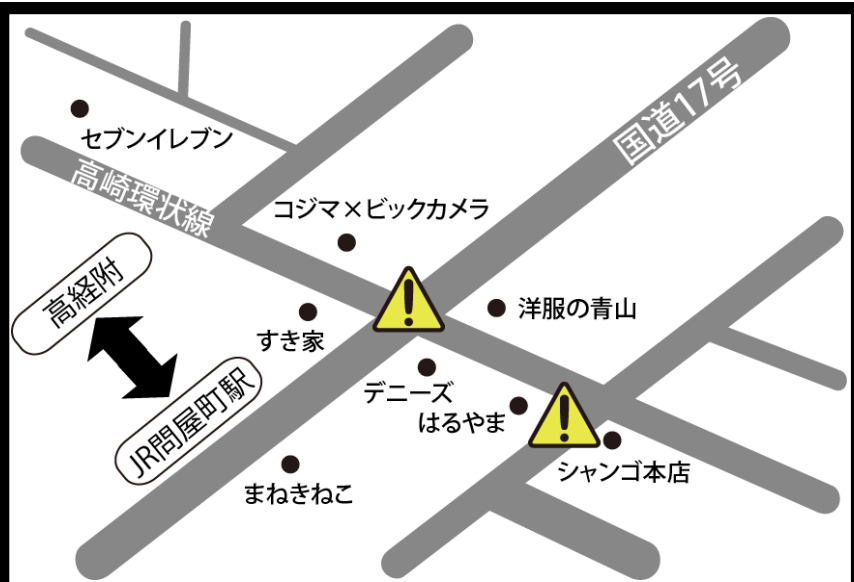 国道17号
セブンイレブン
高崎環状線
コジマ×ビックカメラ
高経附
洋服の青山
すき家
デニーズ
JR問屋町駅
はるやま
シャンゴ本店
まねきねこ